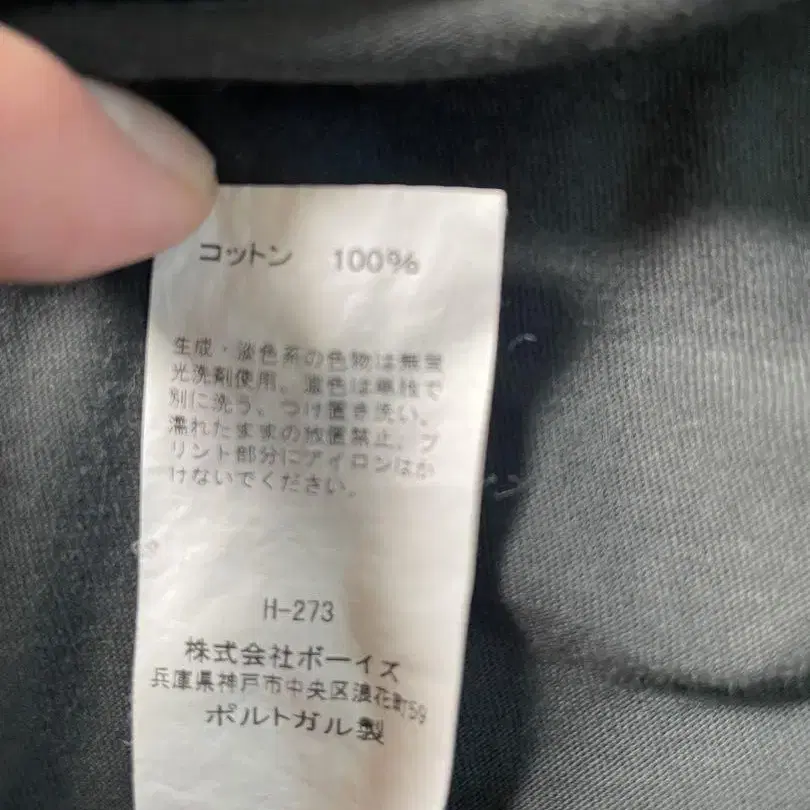 コットン 100%
生成・淡色系の色物は無蛍
光洗剤使用、濃色は単独で
別に洗う、つけ置き洗い、
濡れたままの放置禁止、プ
リント部分にアイロンはか
けないでください。
H-273
株式会社ボーイズ
兵庫県神戸市中央区浪花町59
ポルトガル製